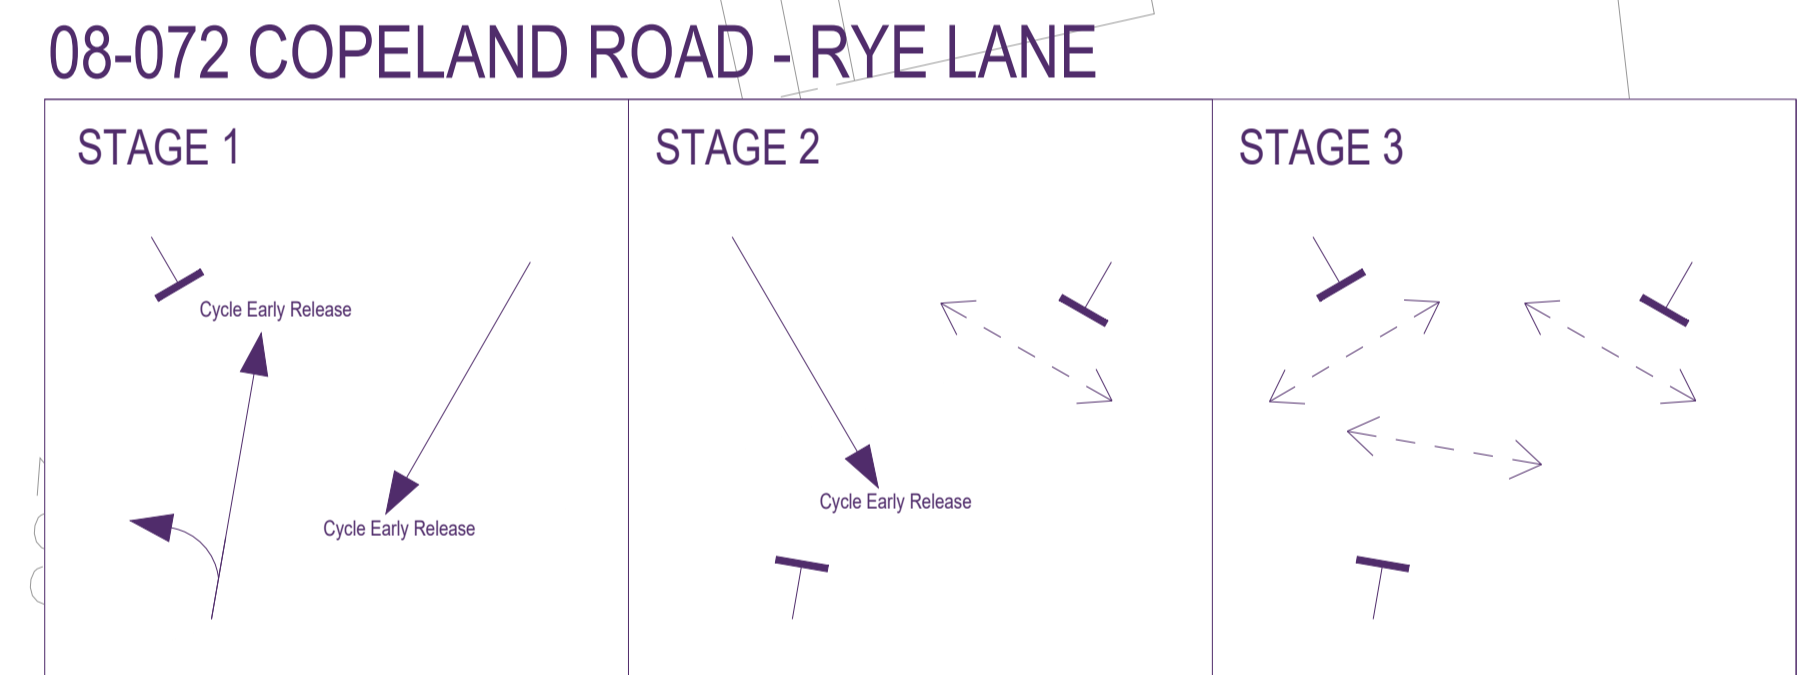 08-072 COPELAND ROAD - RYE LANE
STAGE 1
Cycle Early Release
Cycle Early Release
STAGE 2
Cycle Early Release
STAGE 3